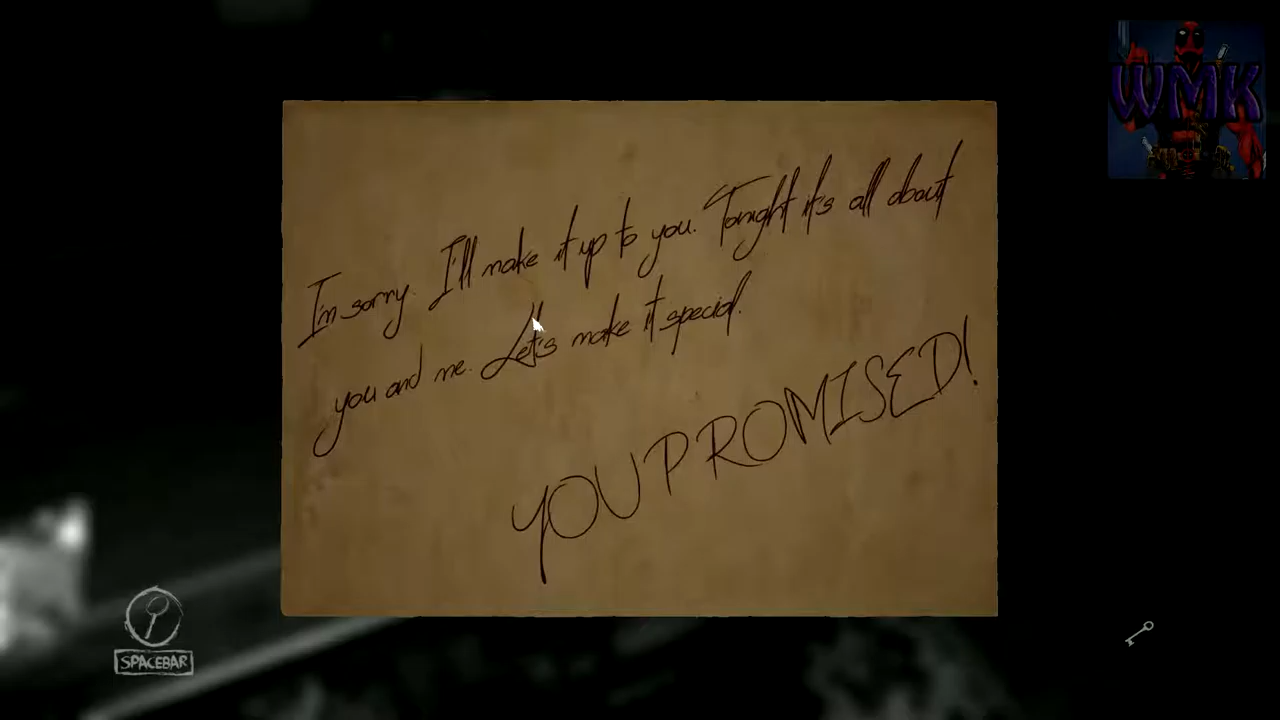 WMK
I'm sorry. I'll make it up to you. Tonight it's all about
you and me. Let's make it special.
YOU PROMISED!
SPACEBAR